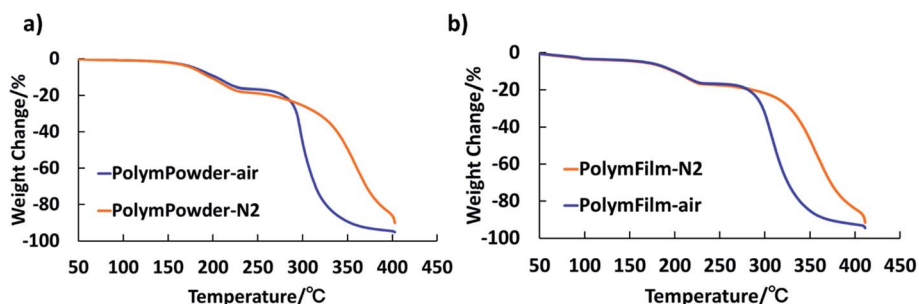 a)
0
-20
-40
-60
-80
-100
Weight Change/%
PolymPowder-air
PolymPowder-N2
50 100 150 200 250 300 350 400 450
Temperature/℃
b)
0
-20
-40
-60
-80
-100
Weight Change/%
PolymFilm-N2
PolymFilm-air
50 100 150 200 250 300 350 400 450
Temperature/℃